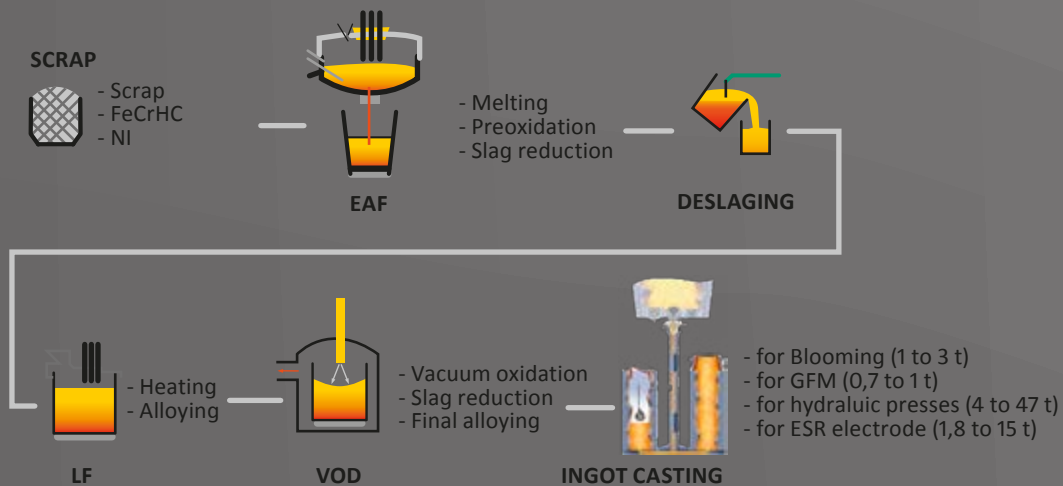 SCRAP
- Scrap
- FeCrHC
- NI
EAF
- Melting
- Preoxidation
- Slag reduction
DESLAGING
LF
- Heating
- Alloying
VOD
- Vacuum oxidation
- Slag reduction
- Final alloying
INGOT CASTING
- for Blooming (1 to 3 t)
- for GFM (0,7 to 1 t)
- for hydraluic presses (4 to 47 t)
- for ESR electrode (1,8 to 15 t)